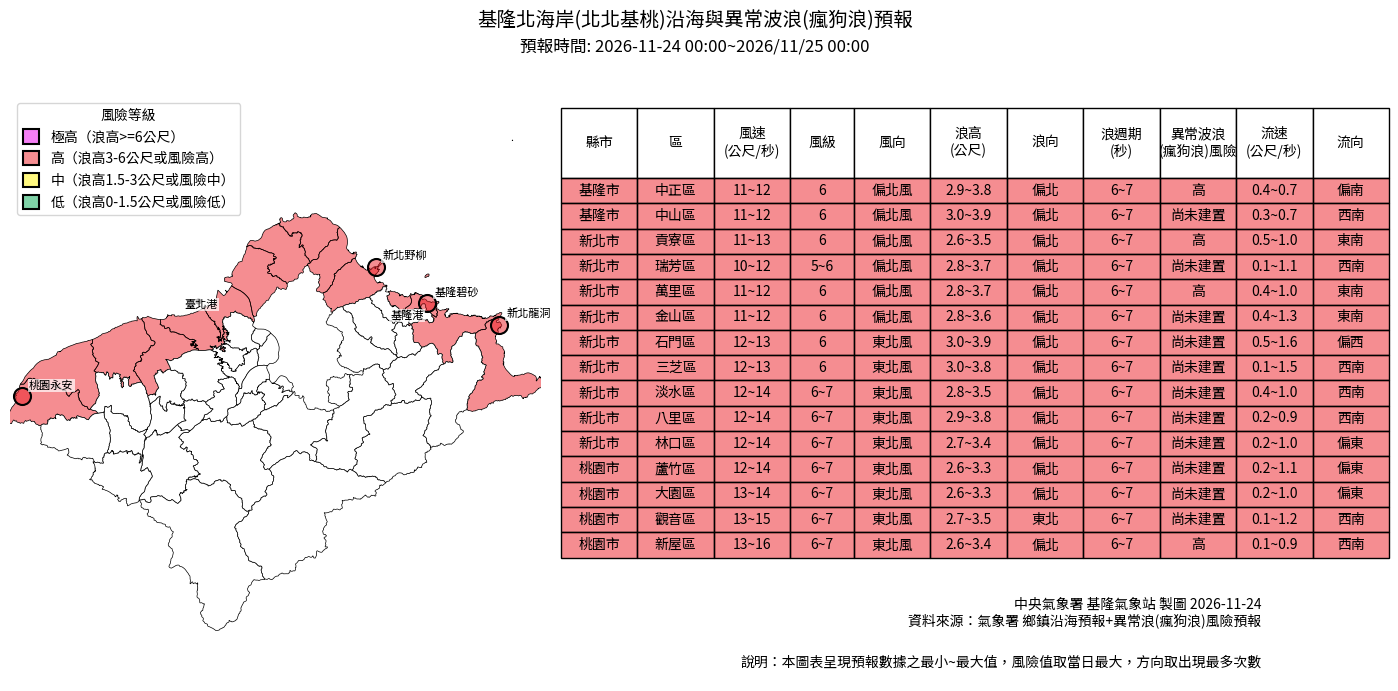 基隆北海岸(北北基桃)沿海與異常波浪(瘋狗浪)預報
預報時間: 2026-11-24 00:00~2026/11/25 00:00
風險等級
極高（浪高>=6公尺）
高（浪高3-6公尺或風險高）
中（浪高1.5-3公尺或風險中）
低（浪高0-1.5公尺或風險低）
新北野柳
基隆碧砂
臺北港
基隆港
新北龍洞
桃園永安
縣市 區 風速(公尺/秒) 風級 風向 浪高(公尺) 浪向 浪週期(秒) 異常波浪(瘋狗浪)風險 流速(公尺/秒) 流向
基隆市 中正區 11~12 6 偏北風 2.9~3.8 偏北 6~7 高 0.4~0.7 偏南
基隆市 中山區 11~12 6 偏北風 3.0~3.9 偏北 6~7 尚未建置 0.3~0.7 西南
新北市 貢寮區 11~13 6 偏北風 2.6~3.5 偏北 6~7 高 0.5~1.0 東南
新北市 瑞芳區 10~12 5~6 偏北風 2.8~3.7 偏北 6~7 尚未建置 0.1~1.1 西南
新北市 萬里區 11~12 6 偏北風 2.8~3.7 偏北 6~7 高 0.4~1.0 東南
新北市 金山區 11~12 6 偏北風 2.8~3.6 偏北 6~7 尚未建置 0.4~1.3 東南
新北市 石門區 12~13 6 東北風 3.0~3.9 偏北 6~7 尚未建置 0.5~1.6 偏西
新北市 三芝區 12~13 6 東北風 3.0~3.8 偏北 6~7 尚未建置 0.1~1.5 西南
新北市 淡水區 12~14 6~7 東北風 2.8~3.5 偏北 6~7 尚未建置 0.4~1.0 西南
新北市 八里區 12~14 6~7 東北風 2.9~3.8 偏北 6~7 尚未建置 0.2~0.9 西南
新北市 林口區 12~14 6~7 東北風 2.7~3.4 偏北 6~7 尚未建置 0.2~1.0 偏東
桃園市 蘆竹區 12~14 6~7 東北風 2.6~3.3 偏北 6~7 尚未建置 0.2~1.1 偏東
桃園市 大園區 13~14 6~7 東北風 2.6~3.3 偏北 6~7 尚未建置 0.2~1.0 偏東
桃園市 觀音區 13~15 6~7 東北風 2.7~3.5 東北 6~7 尚未建置 0.1~1.2 西南
桃園市 新屋區 13~16 6~7 東北風 2.6~3.4 偏北 6~7 高 0.1~0.9 西南
中央氣象署 基隆氣象站 製圖 2026-11-24
資料來源：氣象署 鄉鎮沿海預報+異常浪(瘋狗浪)風險預報
說明：本圖表呈現預報數據之最小~最大值，風險值取當日最大，方向取出現最多次數